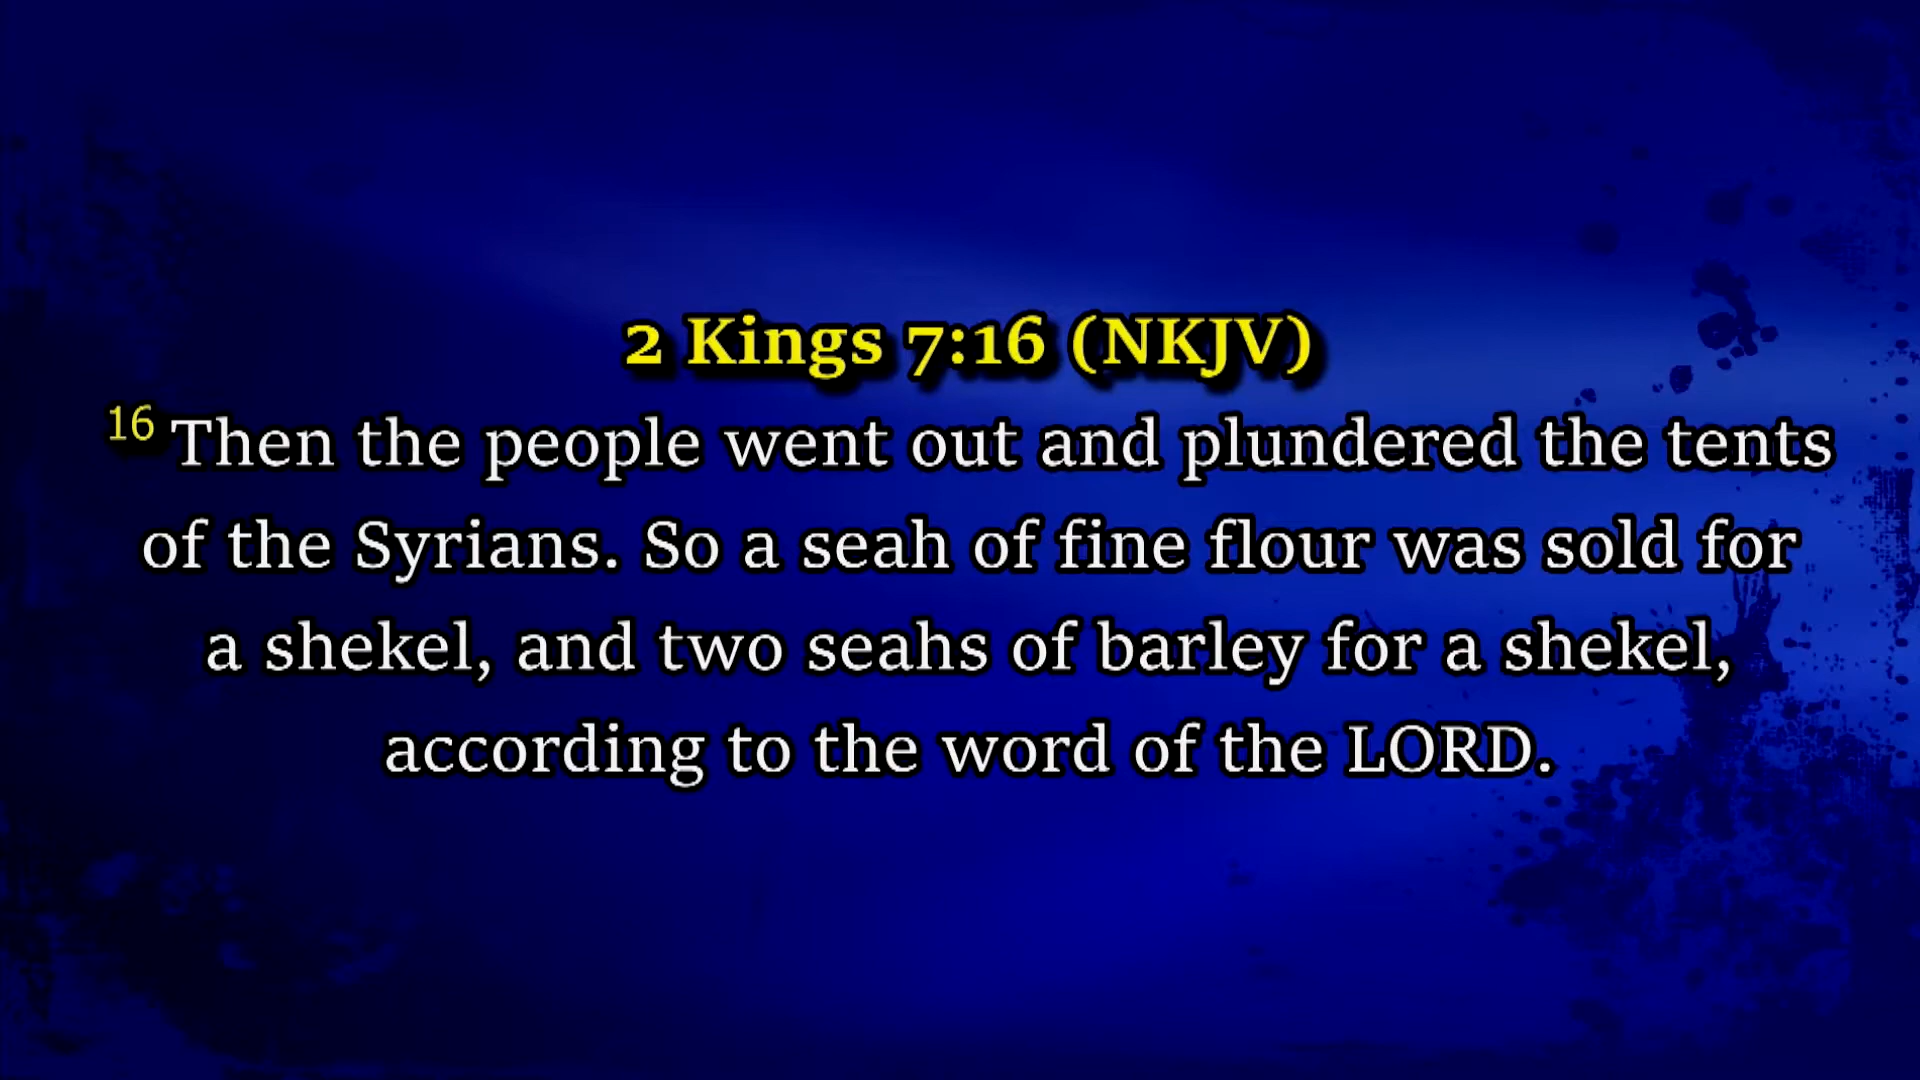 2 Kings 7:16 (NKJV)
16 Then the people went out and plundered the tents
of the Syrians. So a seah of fine flour was sold for
a shekel, and two seahs of barley for a shekel,
according to the word of the LORD.